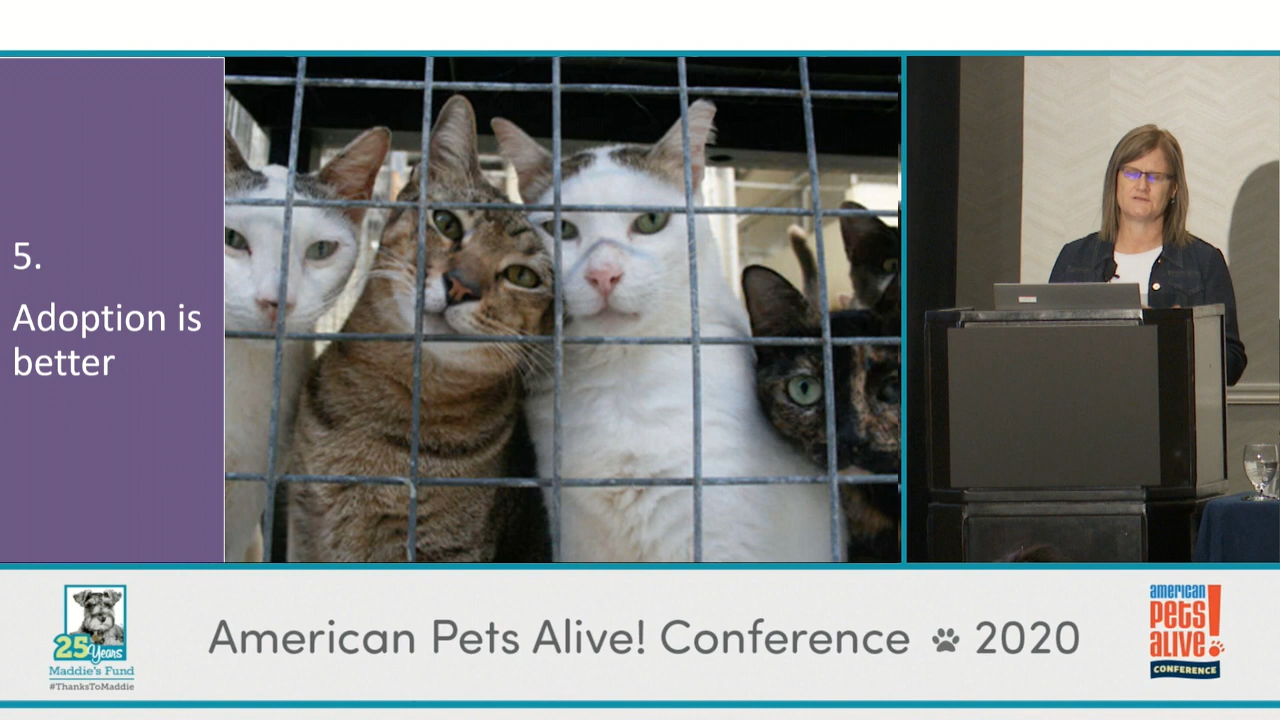 5.
Adoption is
better
American Pets Alive! Conference 2020
25 Years
Maddie's Fund
#ThanksToMaddie
american
pets
alive!
CONFERENCE